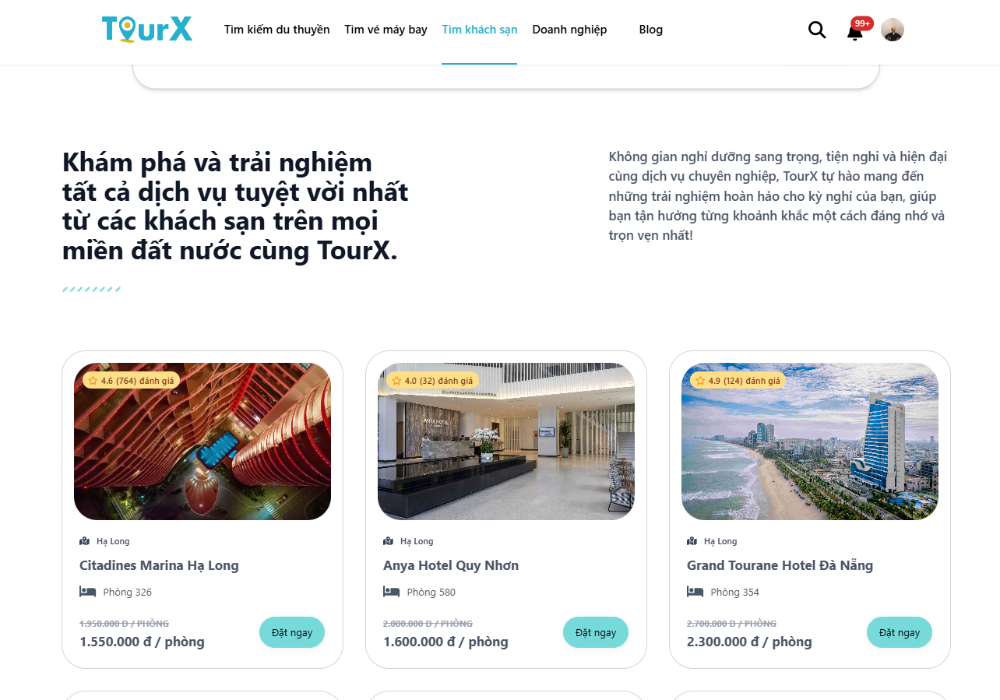 TourX
Tìm kiếm du thuyền
Tìm vé máy bay
Tìm khách sạn
Doanh nghiệp
Blog
99+
Khám phá và trải nghiệm
tất cả dịch vụ tuyệt vời nhất
từ các khách sạn trên mọi
miền đất nước cùng TourX.
Không gian nghỉ dưỡng sang trọng, tiện nghi và hiện đại
cùng dịch vụ chuyên nghiệp, TourX tự hào mang đến
những trải nghiệm hoàn hảo cho kỳ nghỉ của bạn, giúp
bạn tận hưởng từng khoảnh khắc một cách đáng nhớ và
trọn vẹn nhất!
4.6 (764) đánh giá
Hạ Long
Citadines Marina Hạ Long
Phòng 326
1.950.000 Đ / PHÒNG
1.550.000 đ / phòng
Đặt ngay
4.0 (32) đánh giá
ANYA HOTEL
Hạ Long
Anya Hotel Quy Nhơn
Phòng 580
2.000.000 Đ / PHÒNG
1.600.000 đ / phòng
Đặt ngay
4.9 (124) đánh giá
Hạ Long
Grand Tourane Hotel Đà Nẵng
Phòng 354
2.700.000 Đ / PHÒNG
2.300.000 đ / phòng
Đặt ngay